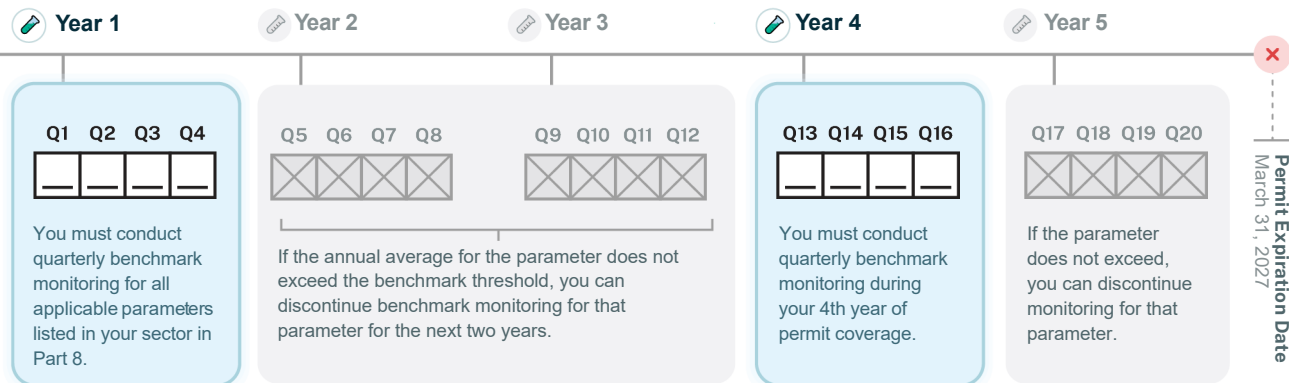 Year 1
Year 2
Year 3
Year 4
Year 5
Q1 Q2 Q3 Q4
Q5 Q6 Q7 Q8
Q9 Q10 Q11 Q12
Q13 Q14 Q15 Q16
Q17 Q18 Q19 Q20
You must conduct
quarterly benchmark
monitoring for all
applicable parameters
listed in your sector in
Part 8.
If the annual average for the parameter does not
exceed the benchmark threshold, you can
discontinue benchmark monitoring for that
parameter for the next two years.
You must conduct
quarterly benchmark
monitoring during
your 4th year of
permit coverage.
If the parameter
does not exceed,
you can discontinue
monitoring for that
parameter.
Permit Expiration Date
March 31, 2027